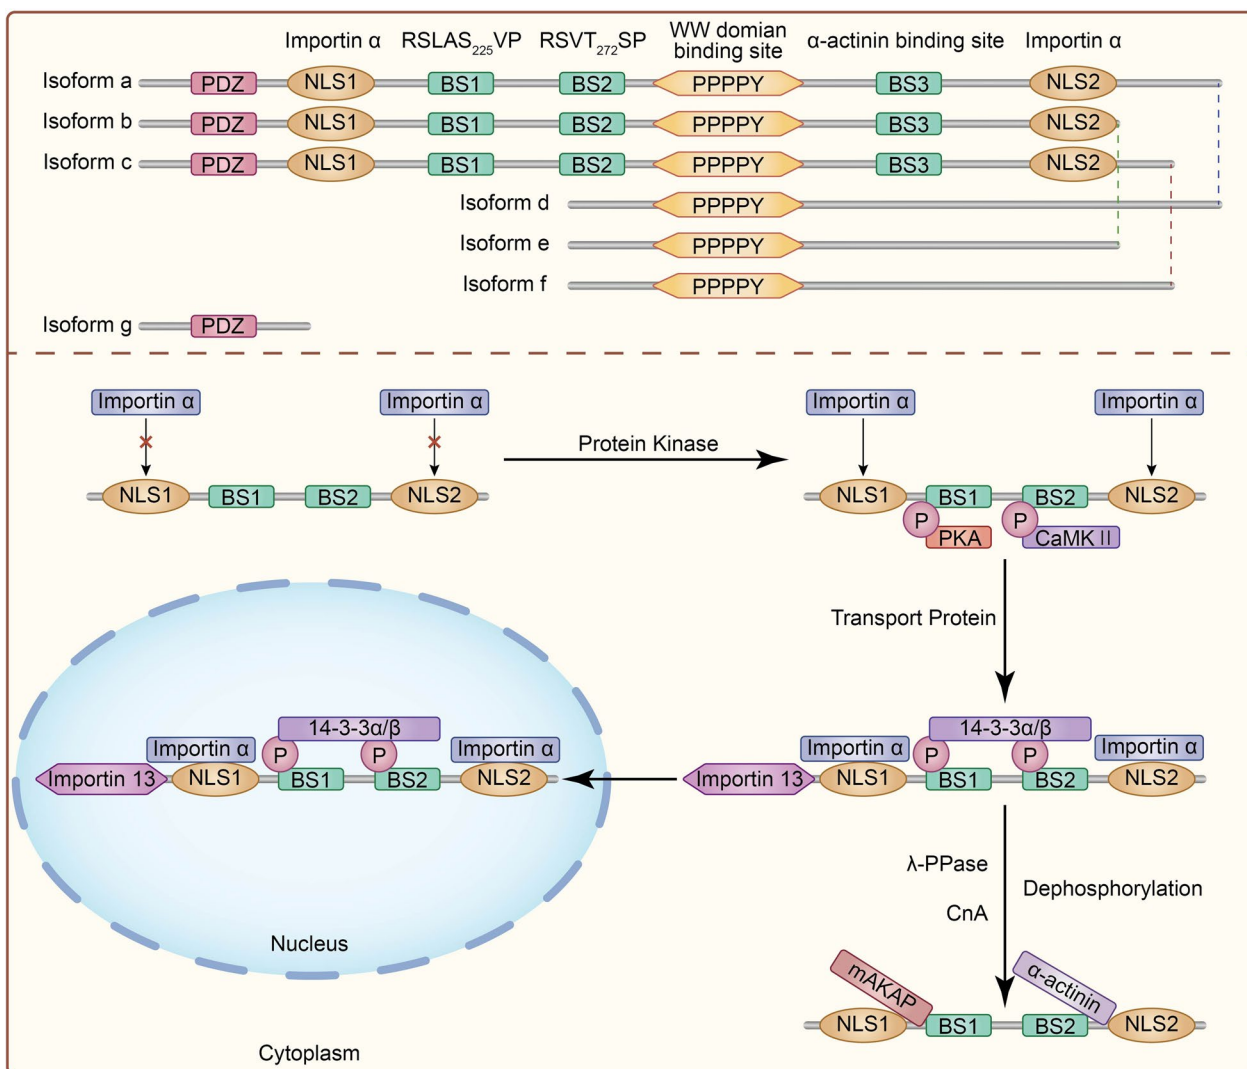 Importin α RSLAS225VP RSVT272SP WW domian binding site α-actinin binding site Importin α
Isoform a PDZ NLS1 BS1 BS2 PPPPY BS3 NLS2
Isoform b PDZ NLS1 BS1 BS2 PPPPY BS3 NLS2
Isoform c PDZ NLS1 BS1 BS2 PPPPY BS3 NLS2
Isoform d PPPPY
Isoform e PPPPY
Isoform f PPPPY
Isoform g PDZ
Importin α Importin α
NLS1 BS1 BS2 NLS2
Protein Kinase
Importin α Importin α
NLS1 BS1 BS2 NLS2
P P
PKA CaMK II
Transport Protein
14-3-3α/β
Importin α P P Importin α
Importin 13 NLS1 BS1 BS2 NLS2
14-3-3α/β
Importin α P P Importin α
Importin 13 NLS1 BS1 BS2 NLS2
Nucleus
Cytoplasm
λ-PPase
CnA
Dephosphorylation
mAKAP α-actinin
NLS1 BS1 BS2 NLS2